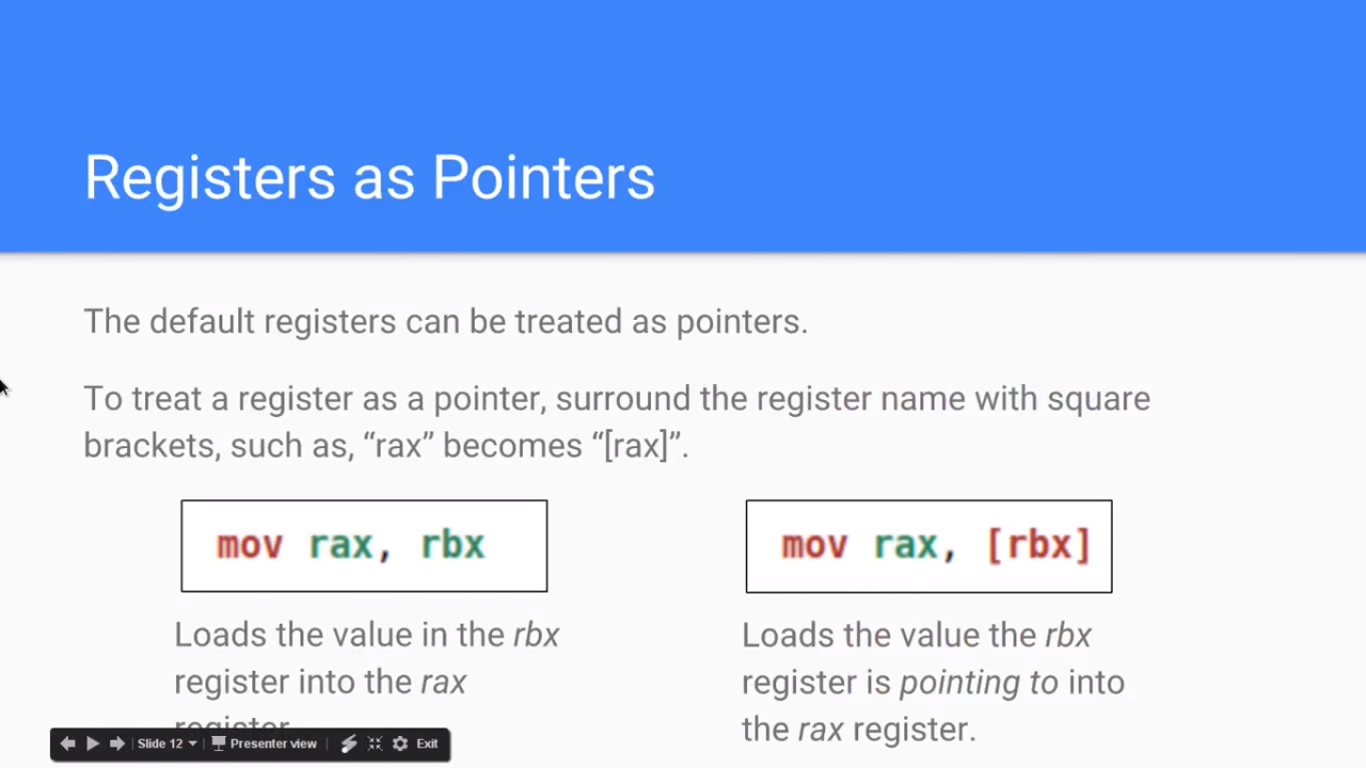 Registers as Pointers
The default registers can be treated as pointers.
To treat a register as a pointer, surround the register name with square
brackets, such as, “rax” becomes “[rax]”.
mov rax, rbx
Loads the value in the rbx
register into the rax
register.
mov rax, [rbx]
Loads the value the rbx
register is pointing to into
the rax register.
Slide 12
Presenter view
Exit